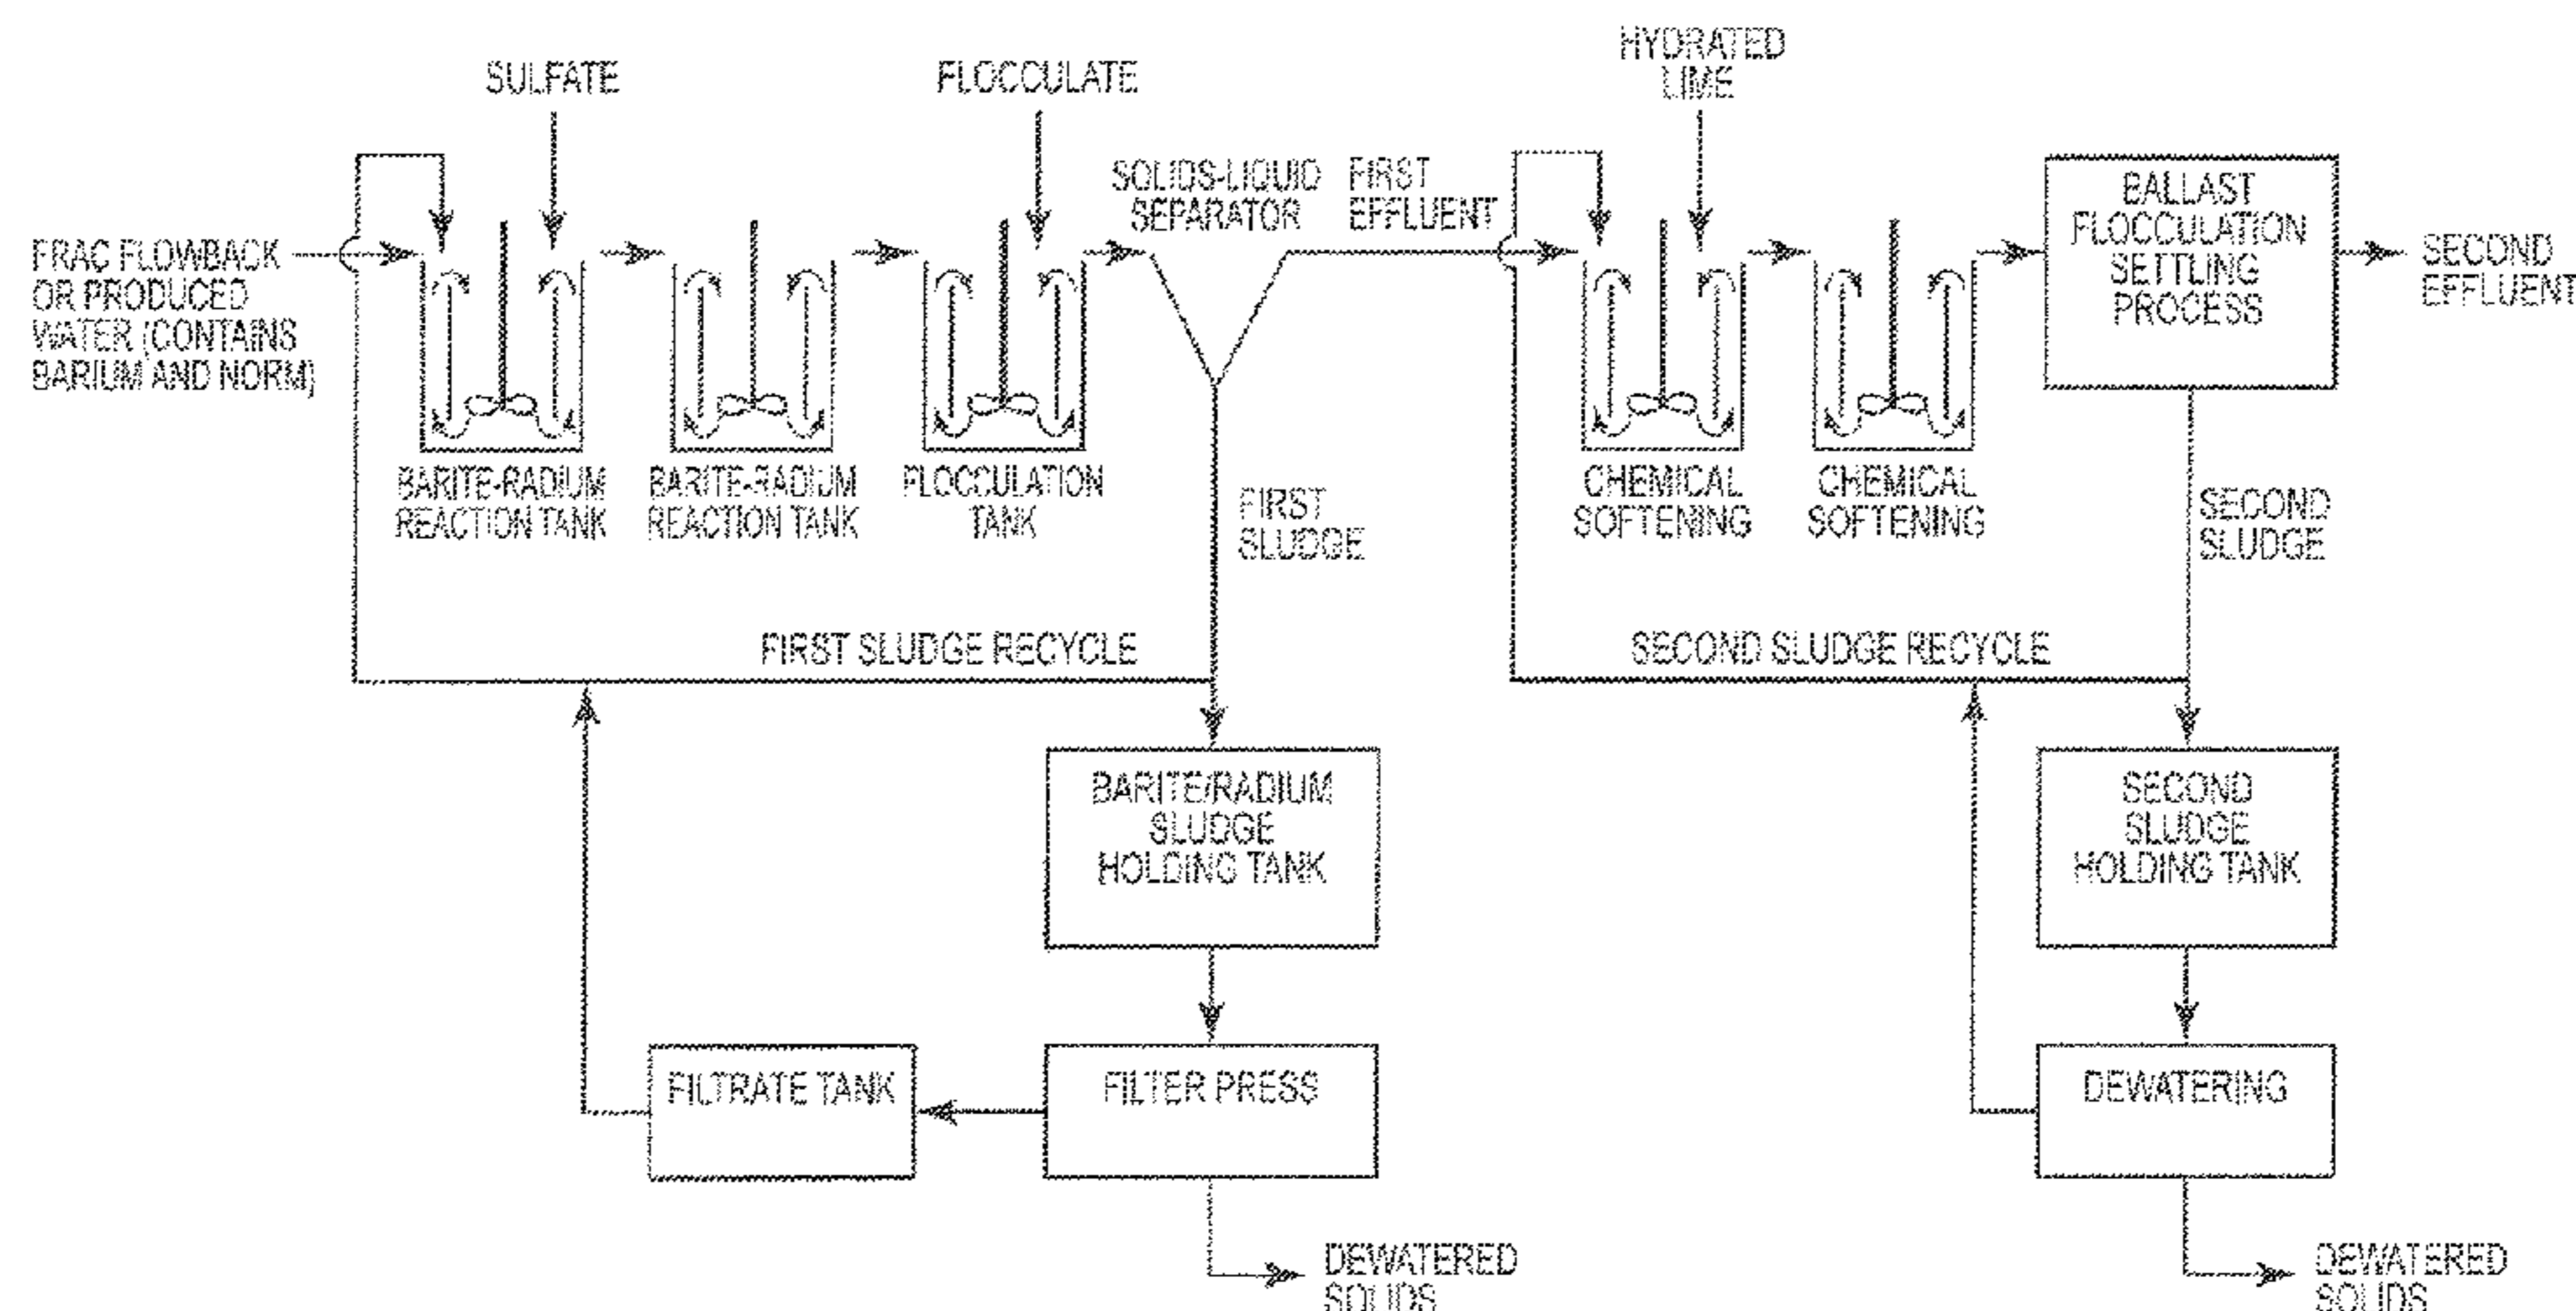 SULFATE
FLOCCULATE
HYDRATED
LIME
SOLIDS-LIQUID
SEPARATOR
FIRST
EFFLUENT
BALLAST
FLOCCULATION
SETTLING
PROCESS
FRAC FLOWBACK
OR PRODUCED
WATER (CONTAINS
BARIUM AND NORM)
SECOND
EFFLUENT
BARITE-RADIUM
REACTION TANK
BARITE-RADIUM
REACTION TANK
FLOCCULATION
TANK
FIRST
SLUDGE
CHEMICAL
SOFTENING
CHEMICAL
SOFTENING
SECOND
SLUDGE
FIRST SLUDGE RECYCLE
SECOND SLUDGE RECYCLE
BARITE/RADIUM
SLUDGE
HOLDING TANK
SECOND
SLUDGE
HOLDING TANK
FILTRATE TANK
FILTER PRESS
DEWATERING
DEWATERED
SOLIDS
DEWATERED
SOLIDS